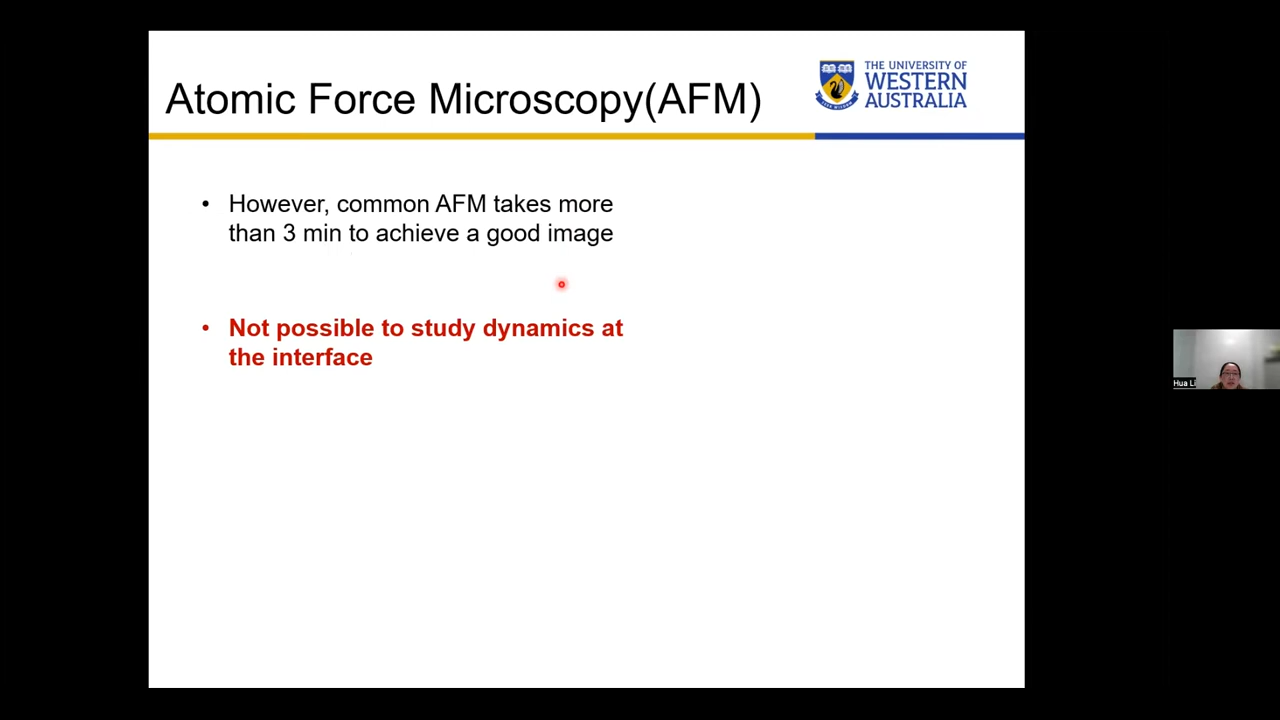 Atomic Force Microscopy(AFM)
THE UNIVERSITY OF
WESTERN
AUSTRALIA
• However, common AFM takes more
than 3 min to achieve a good image
• Not possible to study dynamics at
the interface
Hua Li